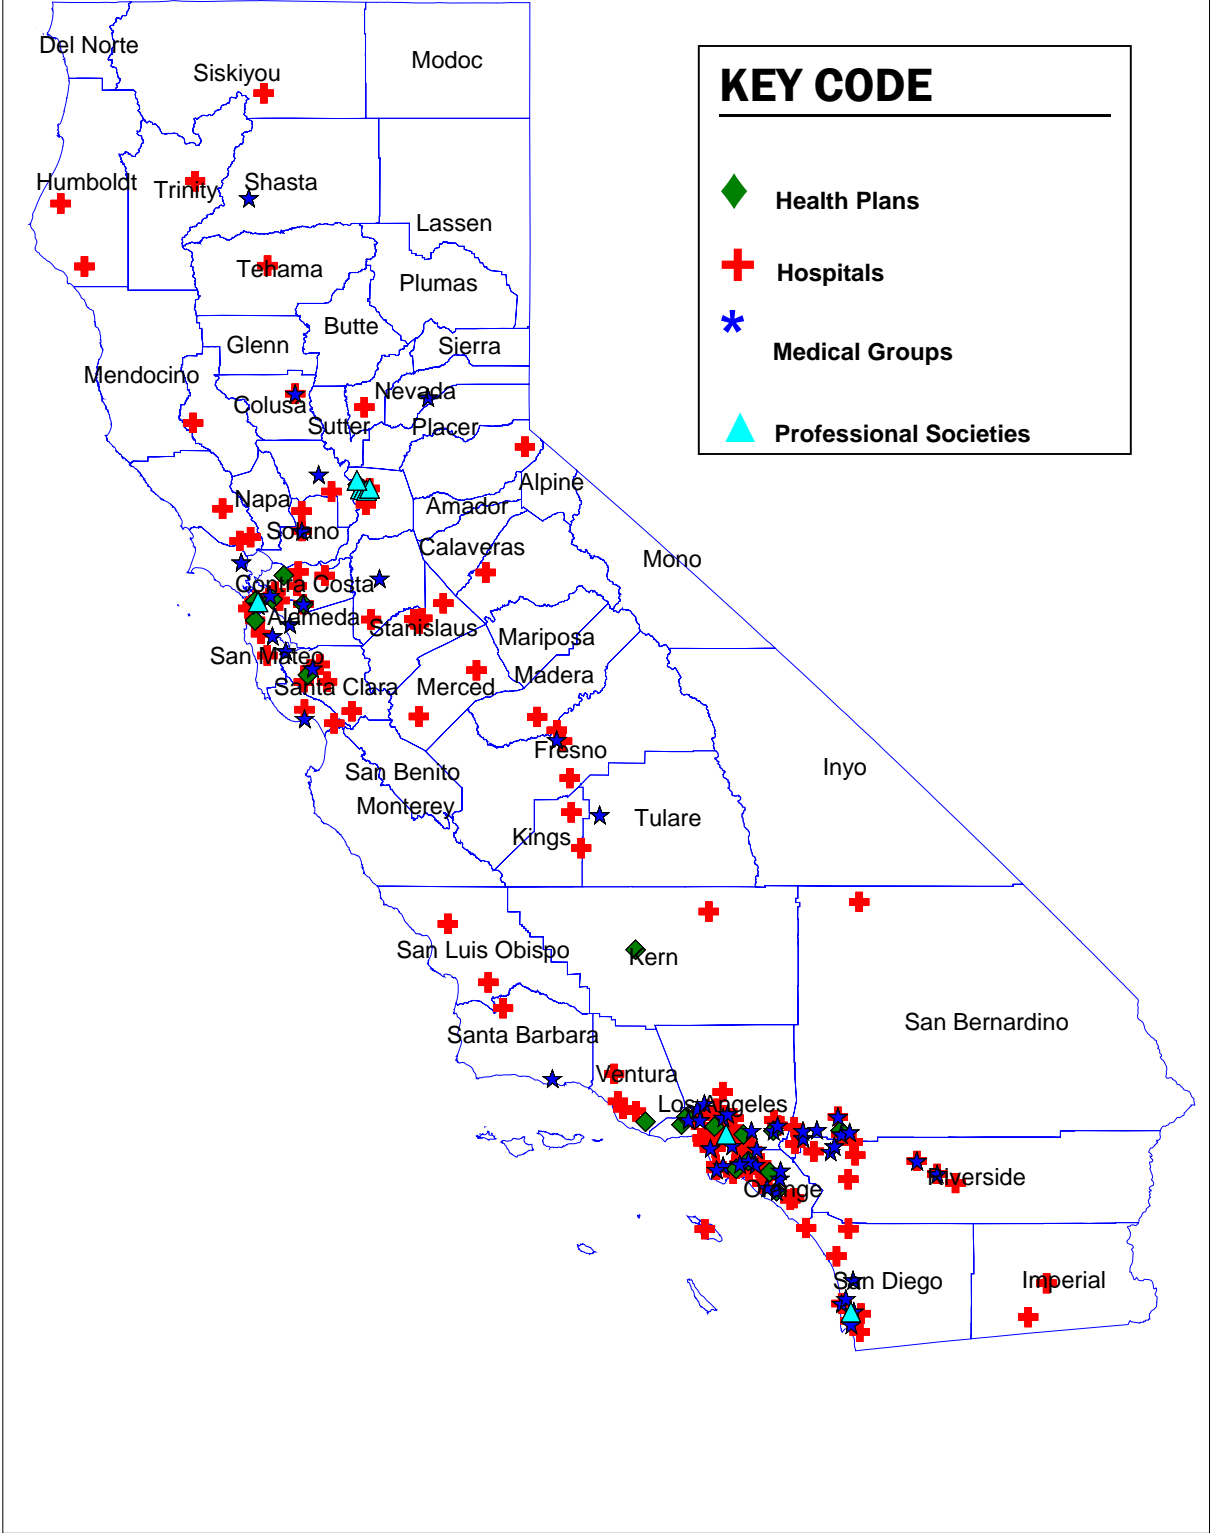 Del Norte
Modoc
Siskiyou
KEY CODE
Humboldt
Trinity
Shasta
Health Plans
Lassen
Tehama
Hospitals
Plumas
Butte
Glenn
Sierra
Medical Groups
Mendocino
Nevada
Colusa
Sutter
Placer
Professional Societies
Alpine
Napa
Amador
Solano
Calaveras
Mono
Contra Costa
Alameda
Stanislaus
Mariposa
San Mateo
Madera
Santa Clara
Merced
Fresno
San Benito
Inyo
Monterey
Tulare
Kings
San Luis Obispo
Kern
San Bernardino
Santa Barbara
Ventura
Los Angeles
Riverside
Orange
San Diego
Imperial